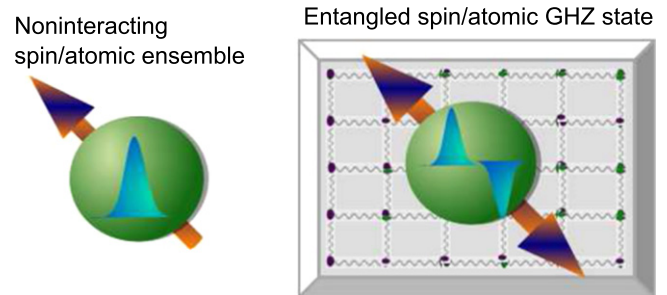 Noninteracting
spin/atomic ensemble
Entangled spin/atomic GHZ state